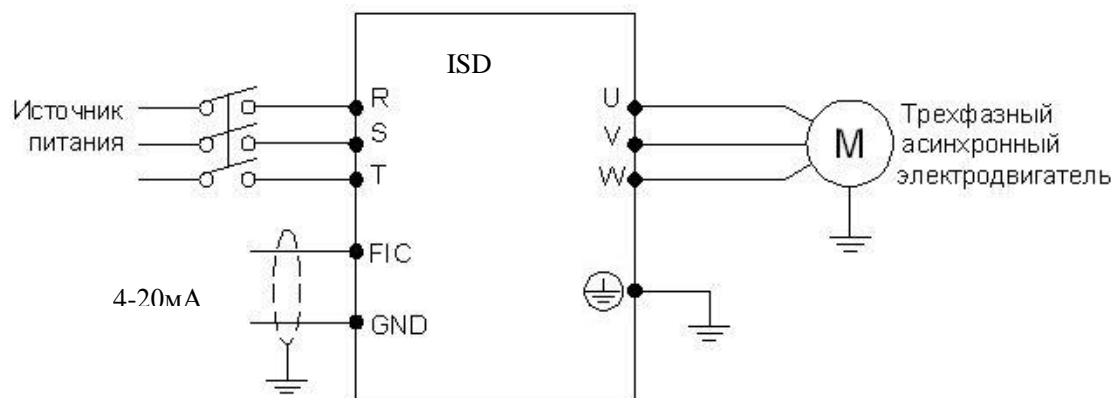 ISD
Источник
питания
R
S
T
U
V
W
M
Трехфазный
асинхронный
электродвигатель
FIC
4-20мА
GND